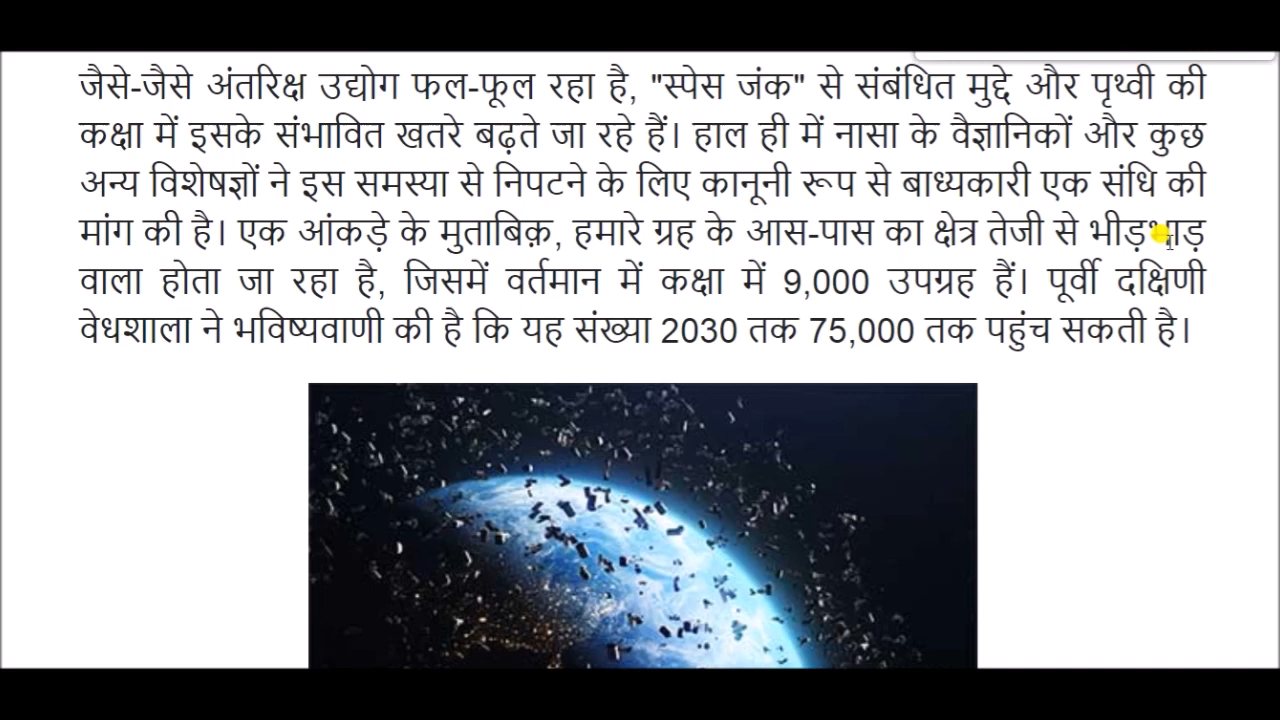 जैसे-जैसे अंतरिक्ष उद्योग फल-फूल रहा है, "स्पेस जंक" से संबंधित मुद्दे और पृथ्वी की
कक्षा में इसके संभावित खतरे बढ़ते जा रहे हैं। हाल ही में नासा के वैज्ञानिकों और कुछ
अन्य विशेषज्ञों ने इस समस्या से निपटने के लिए कानूनी रूप से बाध्यकारी एक संधि की
मांग की है। एक आंकड़े के मुताबिक़, हमारे ग्रह के आस-पास का क्षेत्र तेजी से भीड़भाड़
वाला होता जा रहा है, जिसमें वर्तमान में कक्षा में 9,000 उपग्रह हैं। पूर्वी दक्षिणी
वेधशाला ने भविष्यवाणी की है कि यह संख्या 2030 तक 75,000 तक पहुंच सकती है।